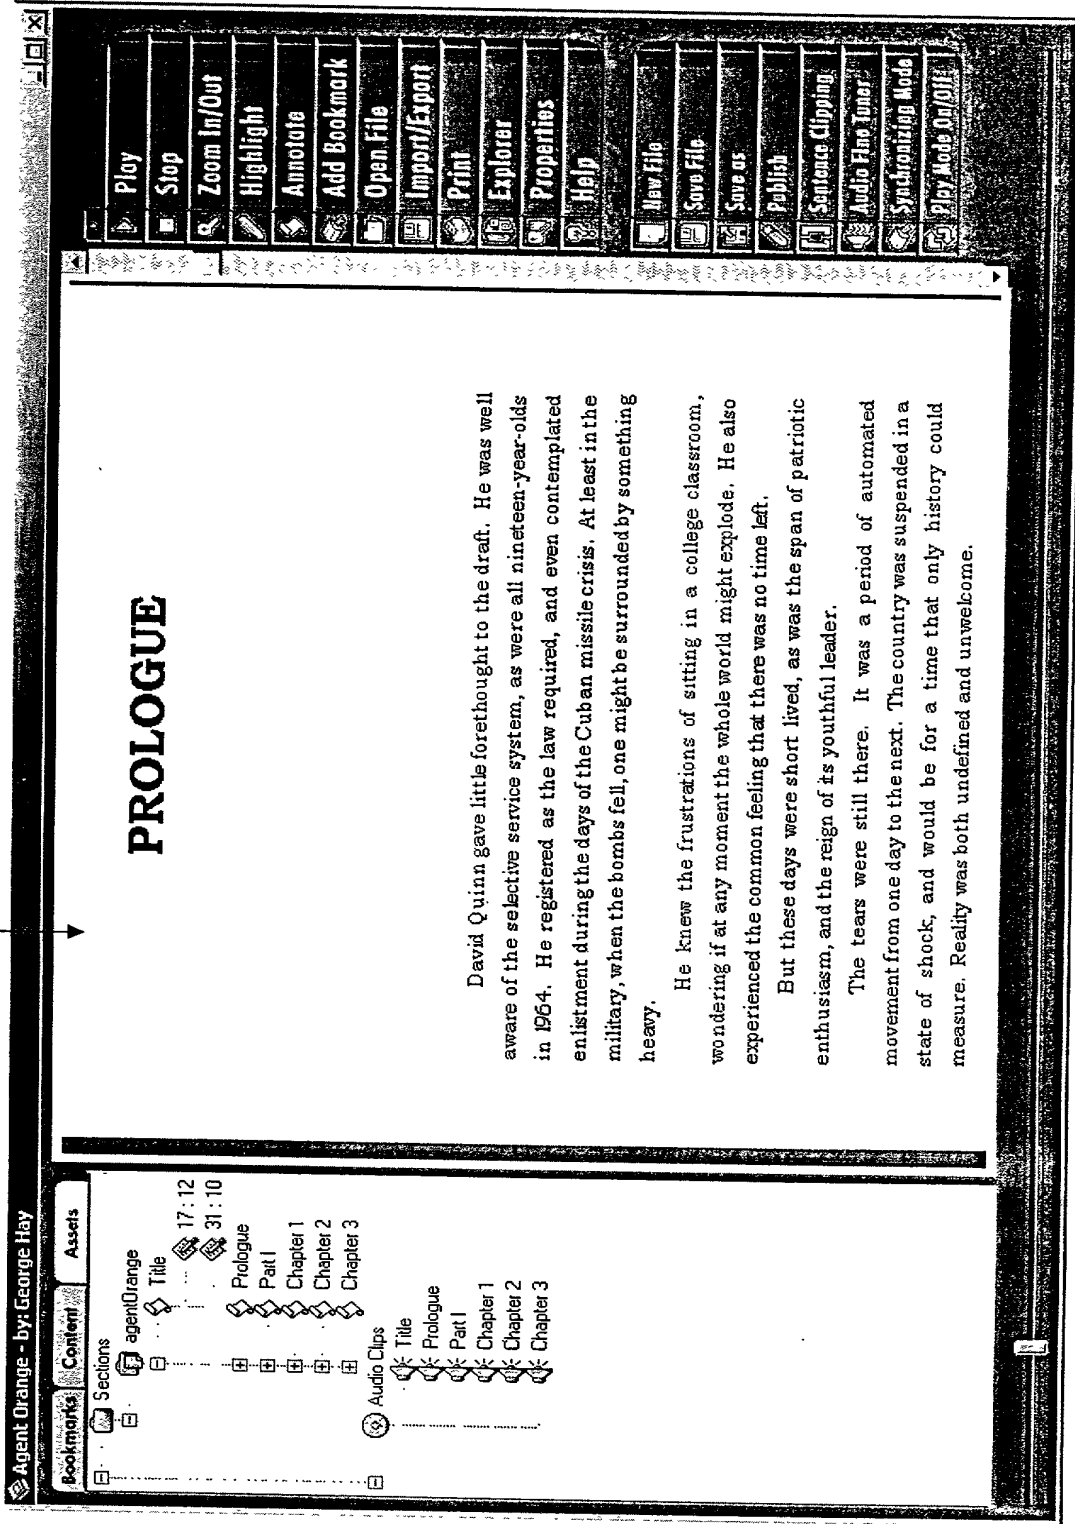 Agent Orange - by: George Hay
Bookmarks
Content
Assets
Sections
agentOrange
Title
17:12
31:10
Prologue
Part I
Chapter 1
Chapter 2
Chapter 3
Audio Clips
Title
Prologue
Part I
Chapter 1
Chapter 2
Chapter 3
PROLOGUE
David Quinn gave little forethought to the draft. He was well
aware of the selective service system, as were all nineteen-year-olds
in 1964. He registered as the law required, and even contemplated
enlistment during the days of the Cuban missile crisis. At least in the
military, when the bombs fell, one might be surrounded by something
heavy.
He knew the frustrations of sitting in a college classroom,
wondering if at any moment the whole world might explode. He also
experienced the common feeling that there was no time left.
But these days were short lived, as was the span of patriotic
enthusiasm, and the reign of its youthful leader.
The tears were still there. It was a period of automated
movement from one day to the next. The country was suspended in a
state of shock, and would be for a time that only history could
measure. Reality was both undefined and unwelcome.
Play
Stop
Zoom In/Out
Highlight
Annotate
Add Bookmark
Open File
Import/Export
Print
Explorer
Properties
Help
New File
Save File
Save as
Publish
Sentence Clipping
Audio Fine Tuner
Synchronizing Mode
Play Mode On/Off